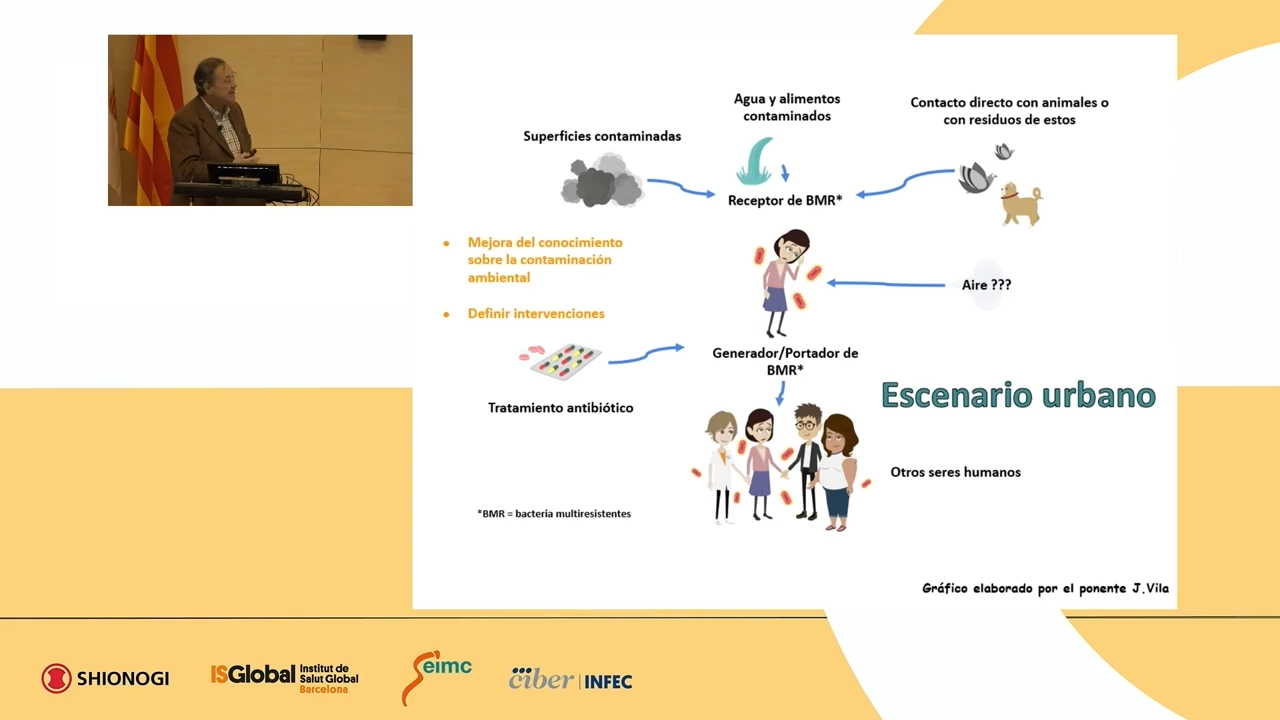 Agua y alimentos
contaminados
Contacto directo con animales o
con residuos de estos
Superficies contaminadas
Receptor de BMR*
• Mejora del conocimiento
sobre la contaminación
ambiental
• Definir intervenciones
Aire ???
Generador/Portador de
BMR*
Tratamiento antibiótico
Escenario urbano
Otros seres humanos
*BMR = bacteria multiresistentes
Gráfico elaborado por el ponente J.Vila
SHIONOGI
ISGlobal Institut de
Salut Global
Barcelona
Seimc
ciber | INFEC